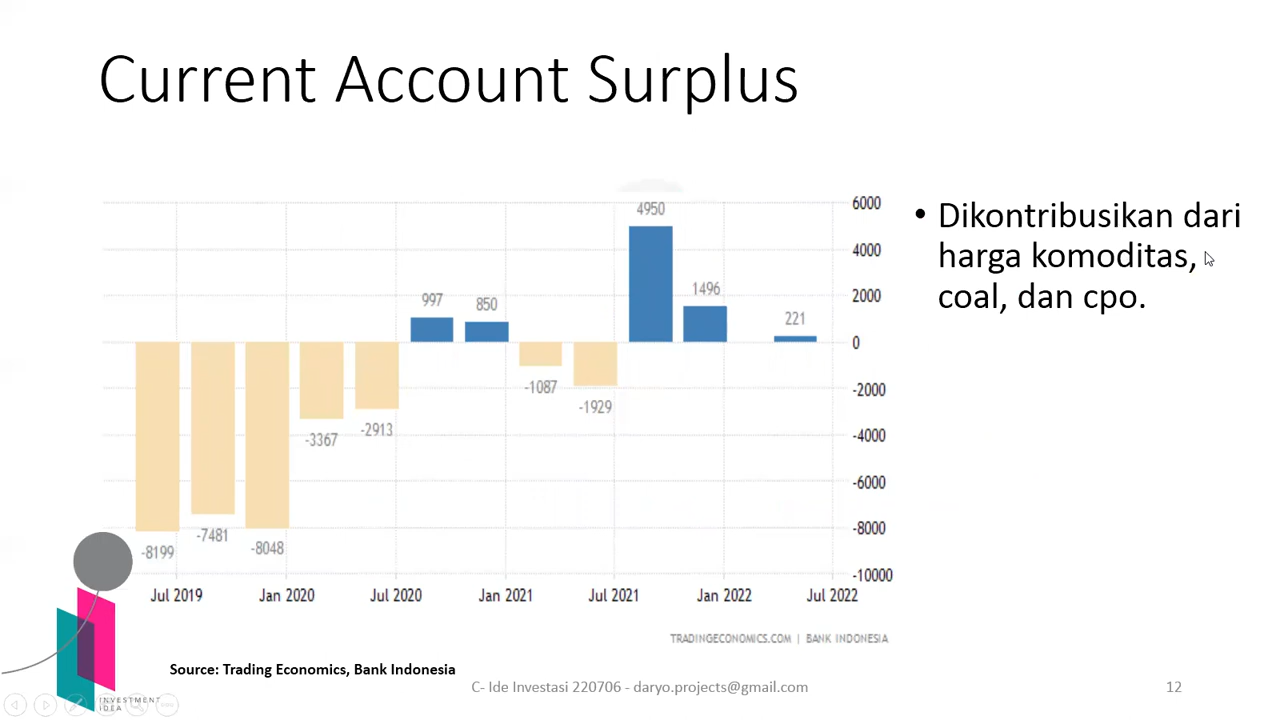 Current Account Surplus
6000
4950
4000
2000
1496
997
850
221
0
-1087
-1929
-2000
-3367
-2913
-4000
-6000
-8199
-7481
-8048
-8000
-10000
Jul 2019
Jan 2020
Jul 2020
Jan 2021
Jul 2021
Jan 2022
Jul 2022
TRADINGECONOMICS.COM | BANK INDONESIA
• Dikontribusikan dari
harga komoditas,
coal, dan cpo.
Source: Trading Economics, Bank Indonesia
C- Ide Investasi 220706 - daryo.projects@gmail.com
12
INVESTMENT
IDEA